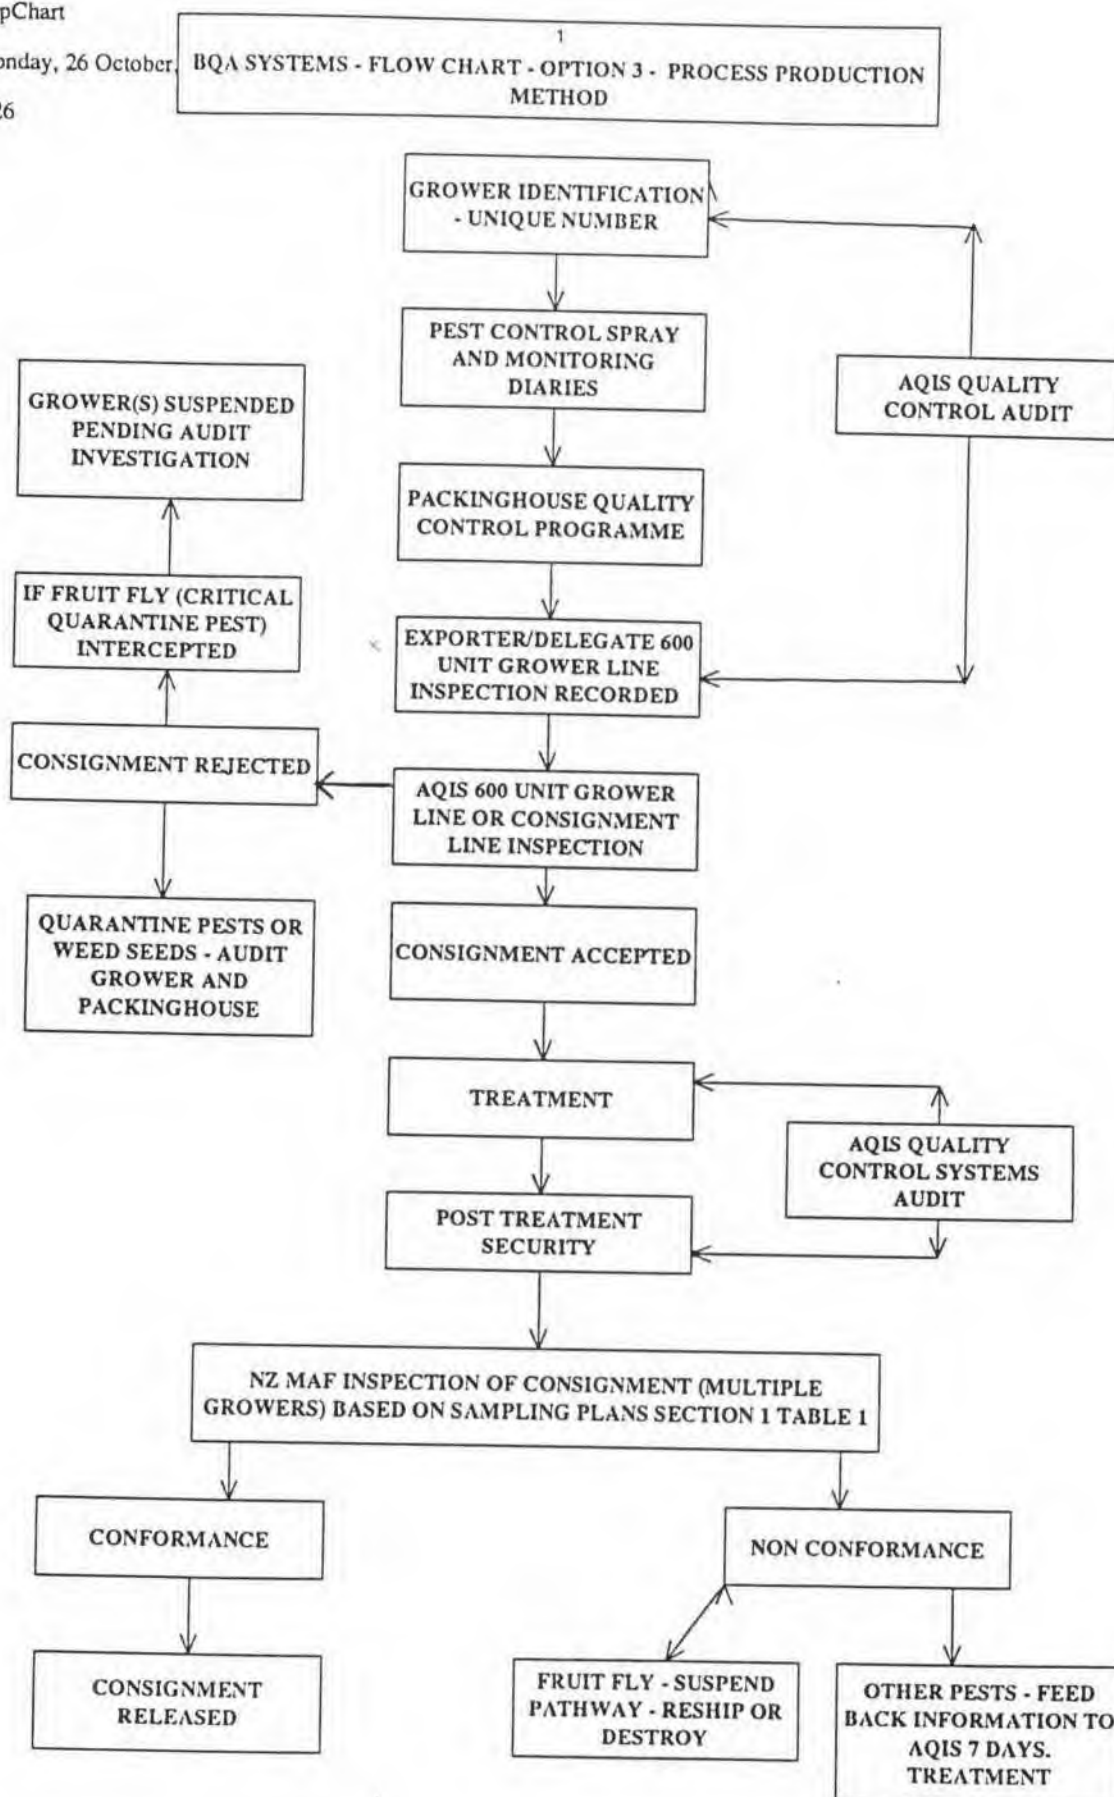 pChart
onday, 26 October,
26
1
BQA SYSTEMS - FLOW CHART - OPTION 3 - PROCESS PRODUCTION
METHOD
GROWER IDENTIFICATION
- UNIQUE NUMBER
PEST CONTROL SPRAY
AND MONITORING
DIARIES
AQIS QUALITY
CONTROL AUDIT
GROWER(S) SUSPENDED
PENDING AUDIT
INVESTIGATION
PACKINGHOUSE QUALITY
CONTROL PROGRAMME
IF FRUIT FLY (CRITICAL
QUARANTINE PEST)
INTERCEPTED
EXPORTER/DELEGATE 600
UNIT GROWER LINE
INSPECTION RECORDED
CONSIGNMENT REJECTED
AQIS 600 UNIT GROWER
LINE OR CONSIGNMENT
LINE INSPECTION
QUARANTINE PESTS OR
WEED SEEDS - AUDIT
GROWER AND
PACKINGHOUSE
CONSIGNMENT ACCEPTED
TREATMENT
AQIS QUALITY
CONTROL SYSTEMS
AUDIT
POST TREATMENT
SECURITY
NZ MAF INSPECTION OF CONSIGNMENT (MULTIPLE
GROWERS) BASED ON SAMPLING PLANS SECTION 1 TABLE 1
CONFORMANCE
NON CONFORMANCE
CONSIGNMENT
RELEASED
FRUIT FLY - SUSPEND
PATHWAY - RESHIP OR
DESTROY
OTHER PESTS - FEED
BACK INFORMATION TO
AQIS 7 DAYS.
TREATMENT